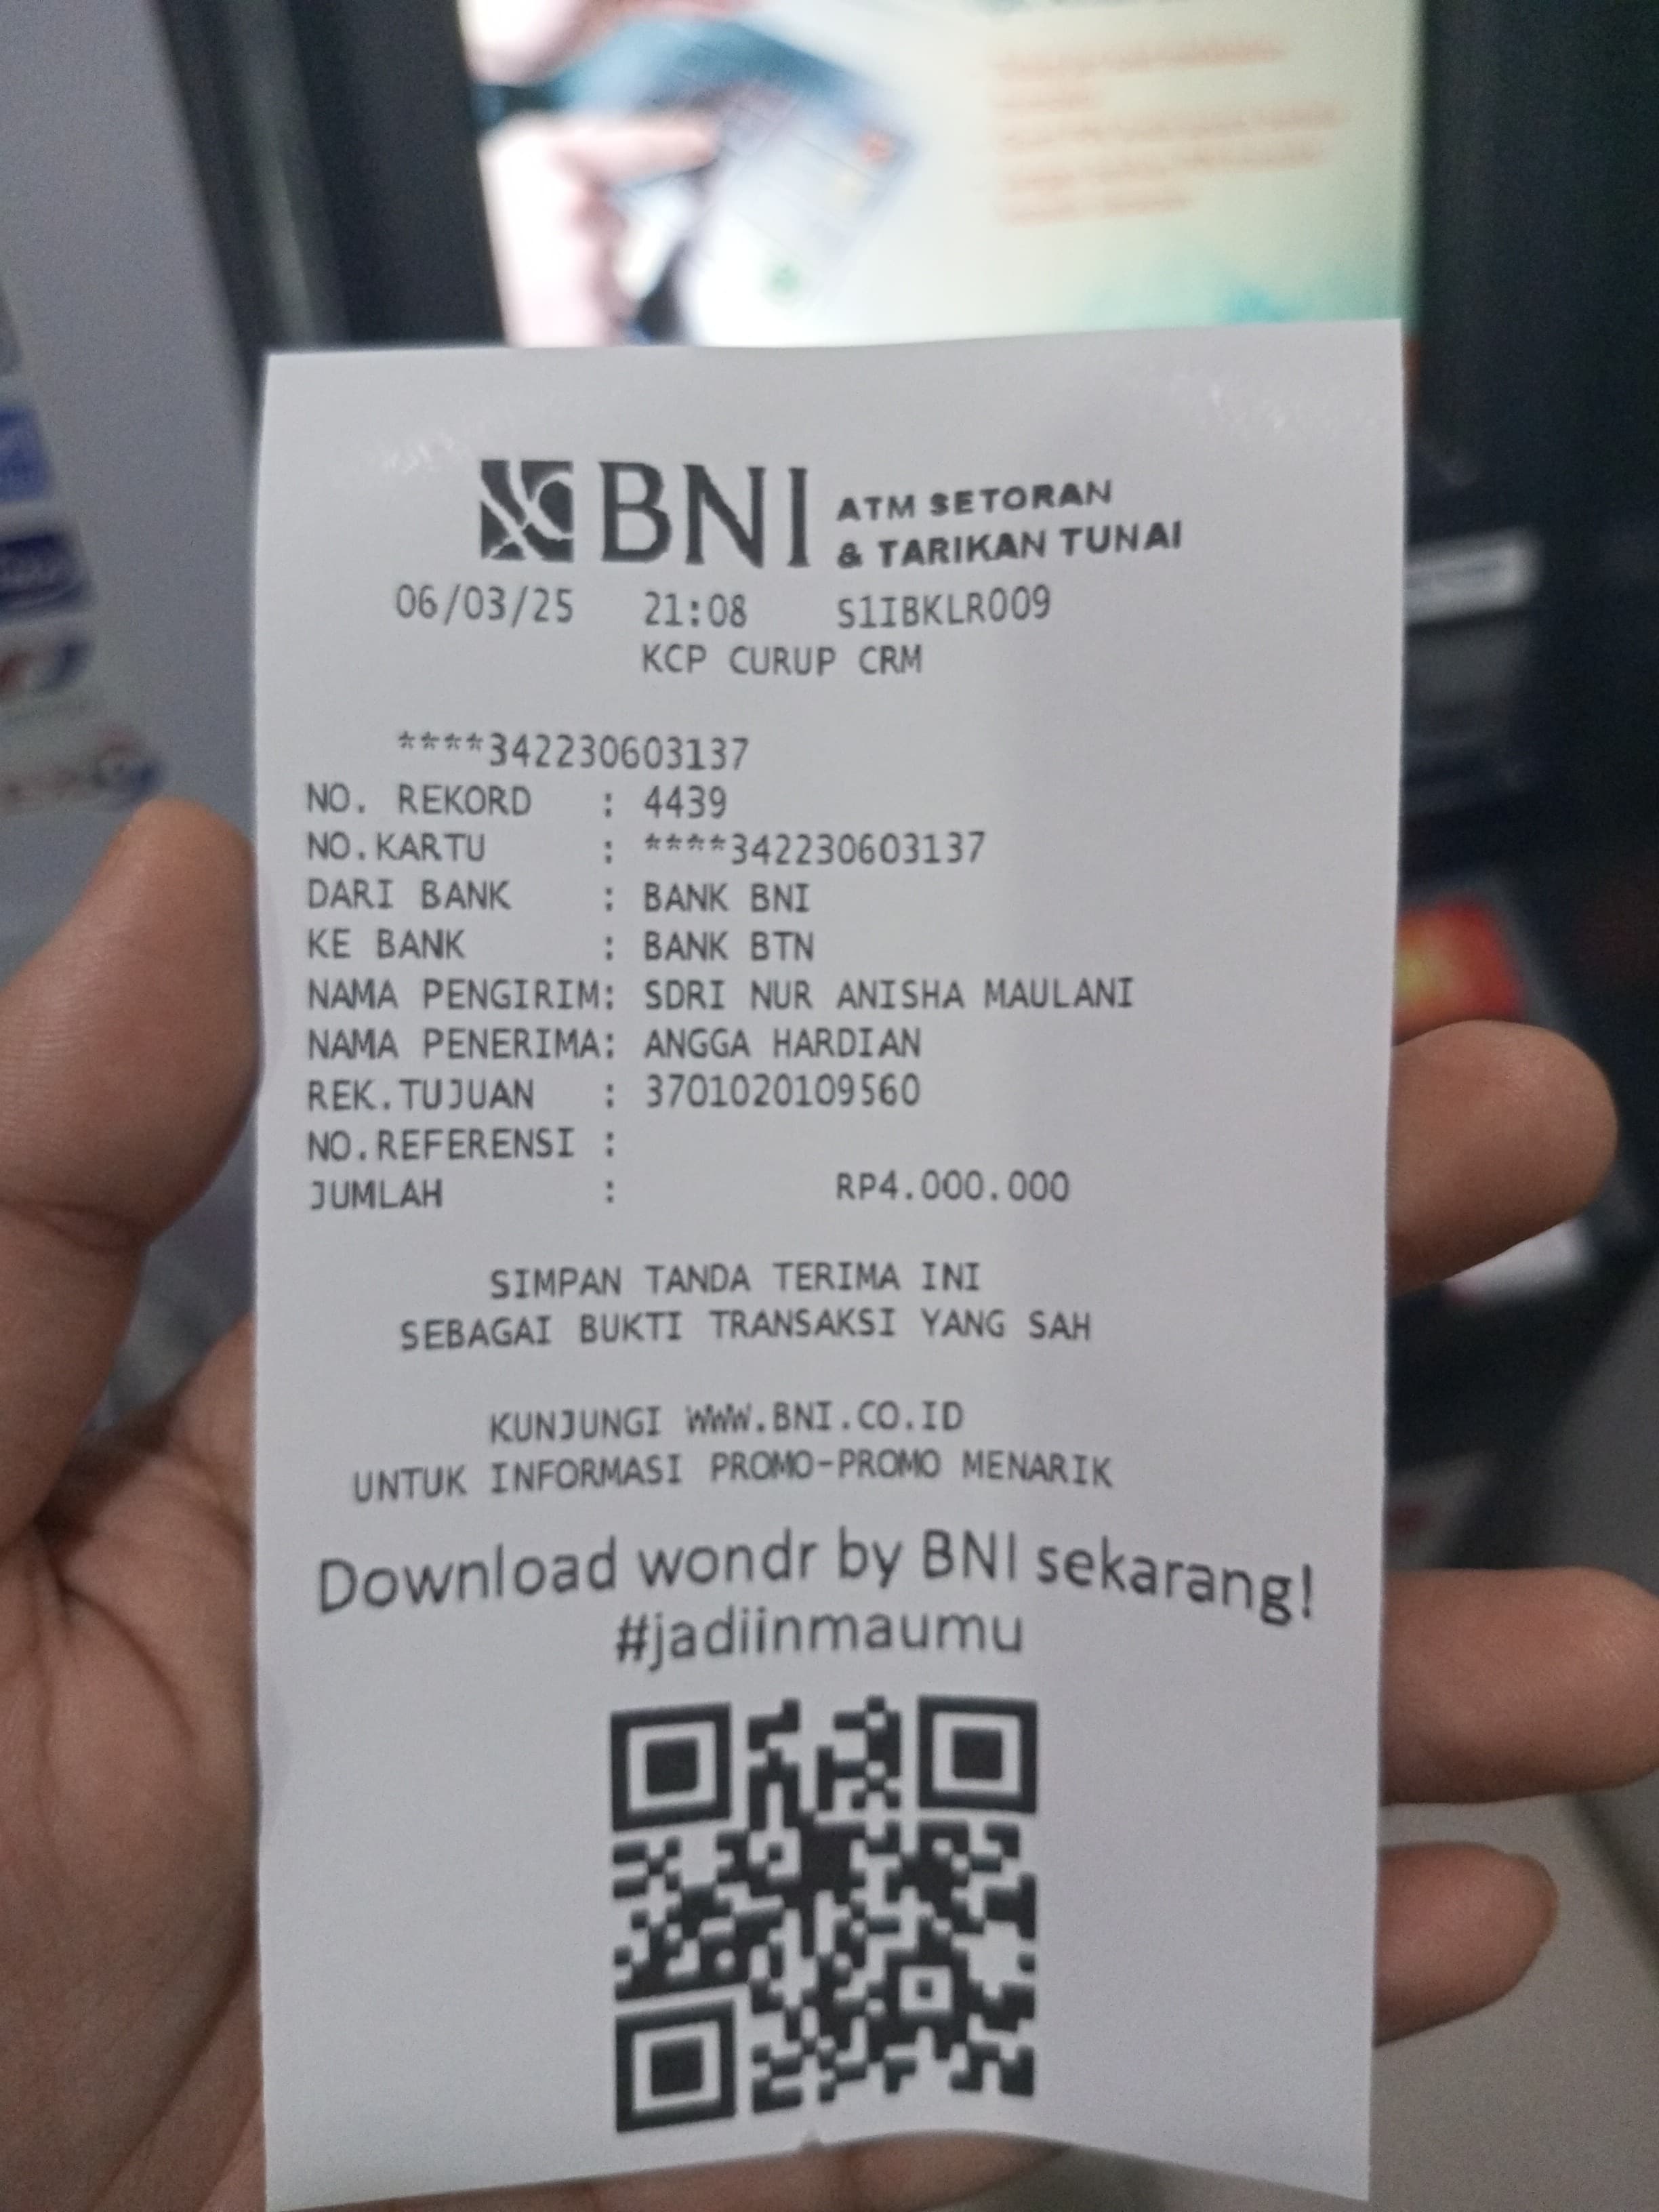 BNI ATM SETORAN
& TARIKAN TUNAI
06/03/25 21:08 S1IBKLR009
KCP CURUP CRM
****342230603137
NO. REKORD : 4439
NO.KARTU : ****342230603137
DARI BANK : BANK BNI
KE BANK : BANK BTN
NAMA PENGIRIM: SDRI NUR ANISHA MAULANI
NAMA PENERIMA: ANGGA HARDIAN
REK.TUJUAN : 3701020109560
NO.REFERENSI :
JUMLAH : RP4.000.000
SIMPAN TANDA TERIMA INI
SEBAGAI BUKTI TRANSAKSI YANG SAH
KUNJUNGI WWW.BNI.CO.ID
UNTUK INFORMASI PROMO-PROMO MENARIK
Download wondr by BNI sekarang!
#jadiinmaumu